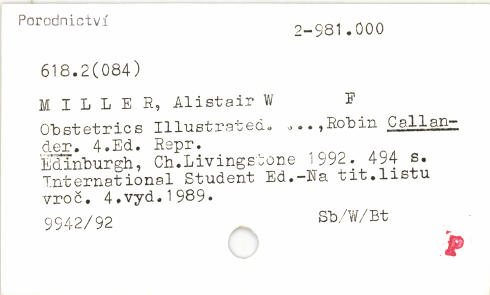 Porodnictví
2-981.000
618.2(084)
M I L L E R, Alistair W F
Obstetrics Illustrated. ...,Robin Callan-
der. 4.Ed. Repr.
Edinburgh, Ch.Livingstone 1992. 494 s.
International Student Ed.-Na tit.listu
vroč. 4.vyd.1989.
9942/92 Sb/W/Bt
P